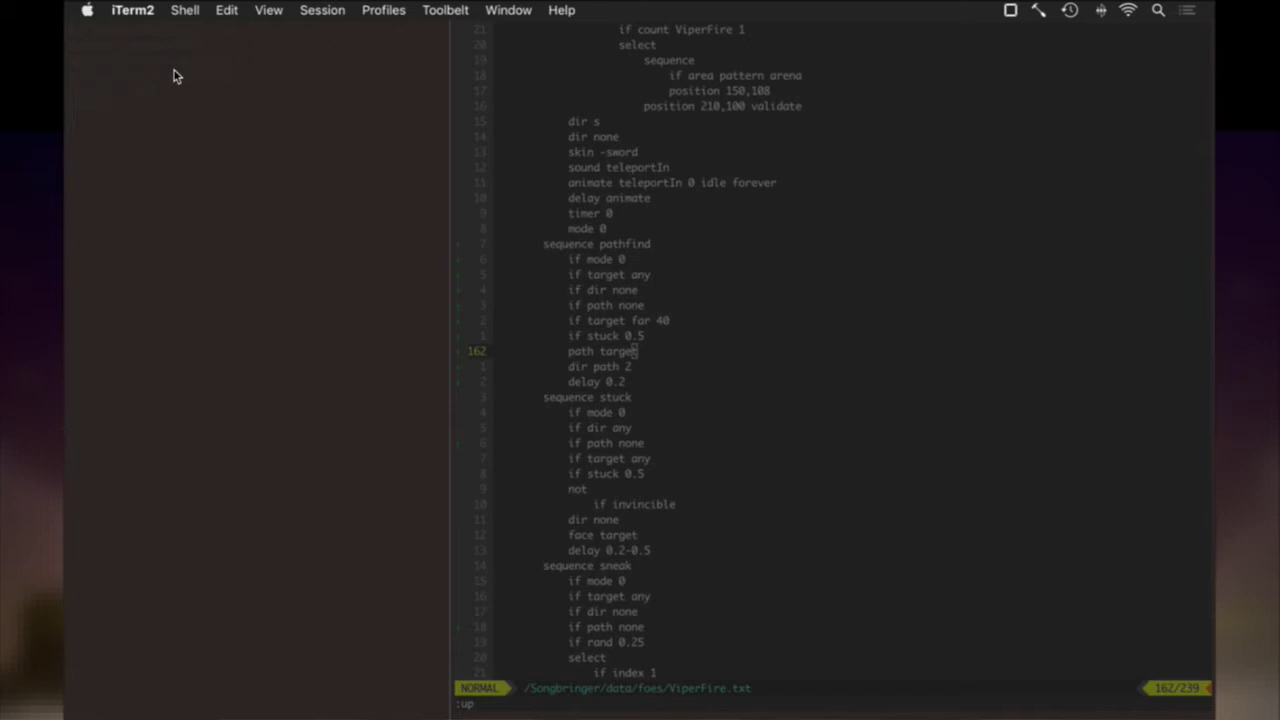 iTerm2 Shell Edit View Session Profiles Toolbelt Window Help
21 if count ViperFire 1
20 select
19 sequence
18 if area pattern arena
17 position 150,108
16 position 210,100 validate
15 dir s
14 dir none
13 skin -sword
12 sound teleportIn
11 animate teleportIn 0 idle forever
10 delay animate
9 timer 0
8 mode 0
7 sequence pathfind
6 if mode 0
5 if target any
4 if dir none
3 if path none
2 if target far 40
1 if stuck 0.5
162 path target
1 dir path 2
2 delay 0.2
3 sequence stuck
4 if mode 0
5 if dir any
6 if path none
7 if target any
8 if stuck 0.5
9 not
10 if invincible
11 dir none
12 face target
13 delay 0.2-0.5
14 sequence sneak
15 if mode 0
16 if target any
17 if dir none
18 if path none
19 if rand 0.25
20 select
21 if index 1
NORMAL /Songbringer/data/foes/ViperFire.txt 162/239
:up